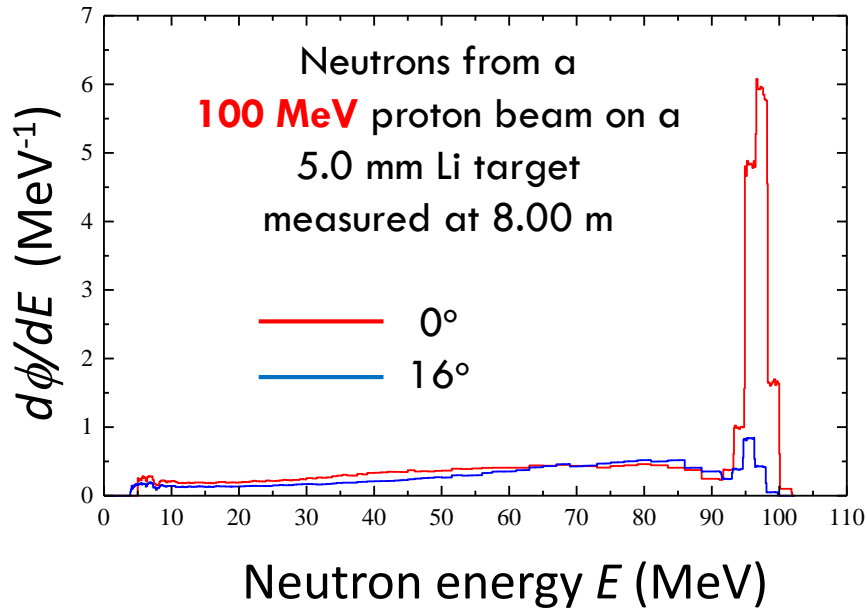 7
6
5
4
3
2
1
0
dϕ/dE (MeV-1)
Neutrons from a
100 MeV proton beam on a
5.0 mm Li target
measured at 8.00 m
0°
16°
0 10 20 30 40 50 60 70 80 90 100 110
Neutron energy E (MeV)